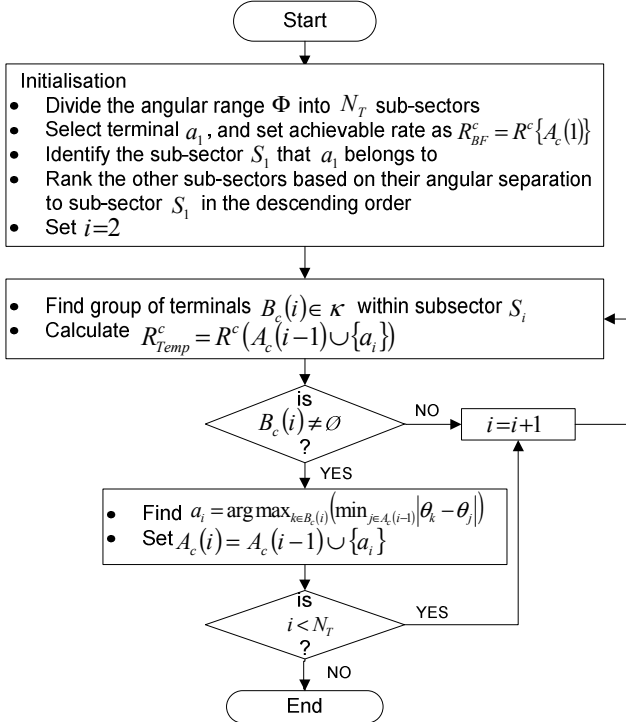 Start
Initialisation
• Divide the angular range Φ into N_T sub-sectors
• Select terminal a_1 , and set achievable rate as R^c_{BF} = R^c{A_c(1)}
• Identify the sub-sector S_1 that a_1 belongs to
• Rank the other sub-sectors based on their angular separation
to sub-sector S_1 in the descending order
• Set i=2
• Find group of terminals B_c(i) ∈ κ within subsector S_i
• Calculate R^c_{Temp} = R^c(A_c(i−1)∪{a_i})
is
B_c(i) ≠ Ø
?
NO
i=i+1
YES
• Find a_i = arg max_{k∈B_c(i)}(min_{j∈A_c(i−1)}|θ_k − θ_j|)
• Set A_c(i) = A_c(i−1)∪{a_i}
is
i < N_T
?
YES
NO
End